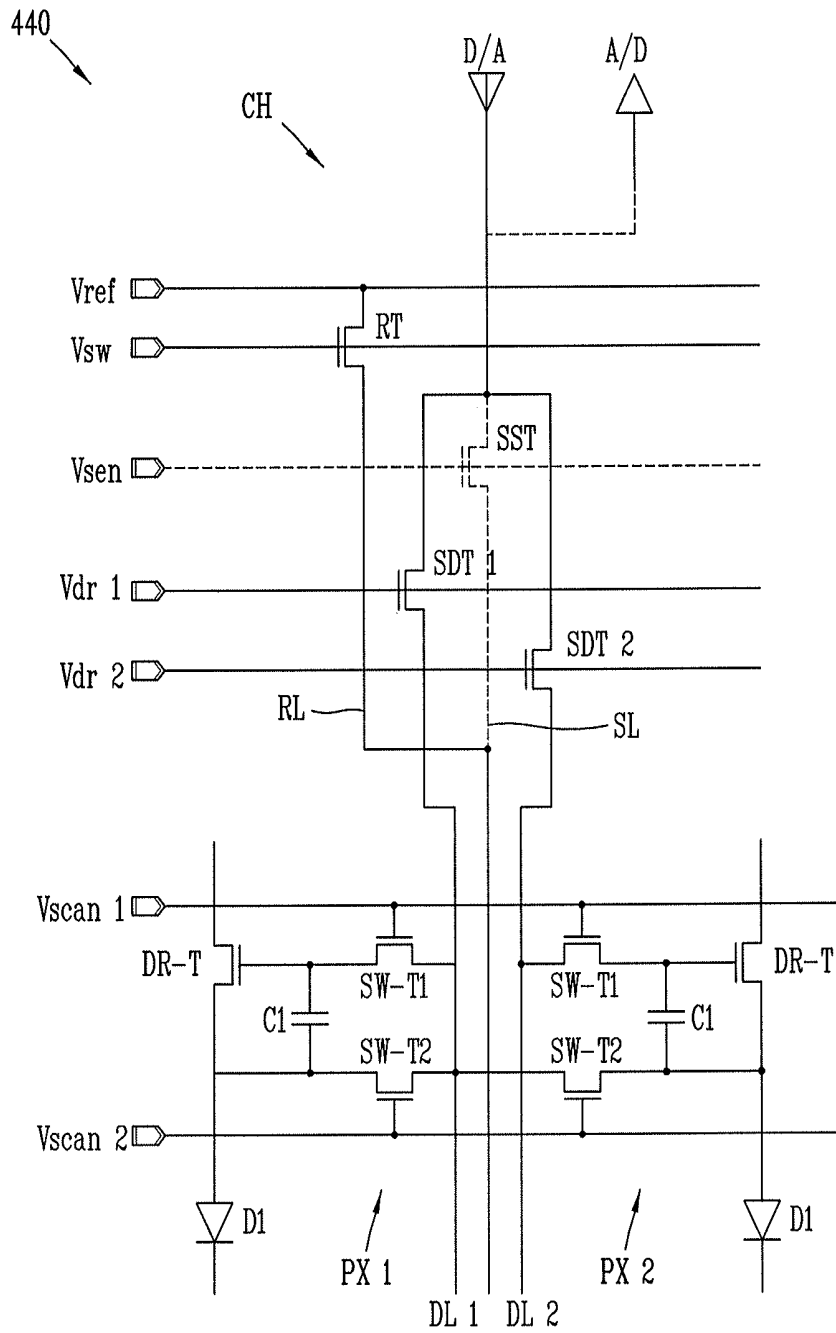 440
D/A
A/D
CH
Vref
RT
Vsw
SST
Vsen
SDT 1
Vdr 1
SDT 2
Vdr 2
RL
SL
Vscan 1
DR-T
SW-T1
SW-T1
DR-T
C1
C1
SW-T2
SW-T2
Vscan 2
D1
D1
PX 1
PX 2
DL 1
DL 2